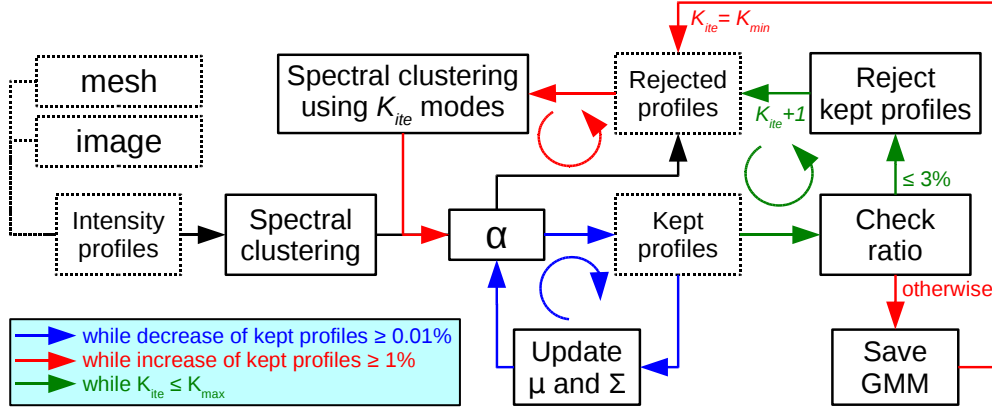 K_ite = K_min
mesh
image
Spectral clustering
using K_ite modes
Rejected
profiles
Reject
kept profiles
K_ite+1
≤ 3%
Intensity
profiles
Spectral
clustering
α
Kept
profiles
Check
ratio
otherwise
while decrease of kept profiles ≥ 0.01%
while increase of kept profiles ≥ 1%
while K_ite ≤ K_max
Update
μ and Σ
Save
GMM